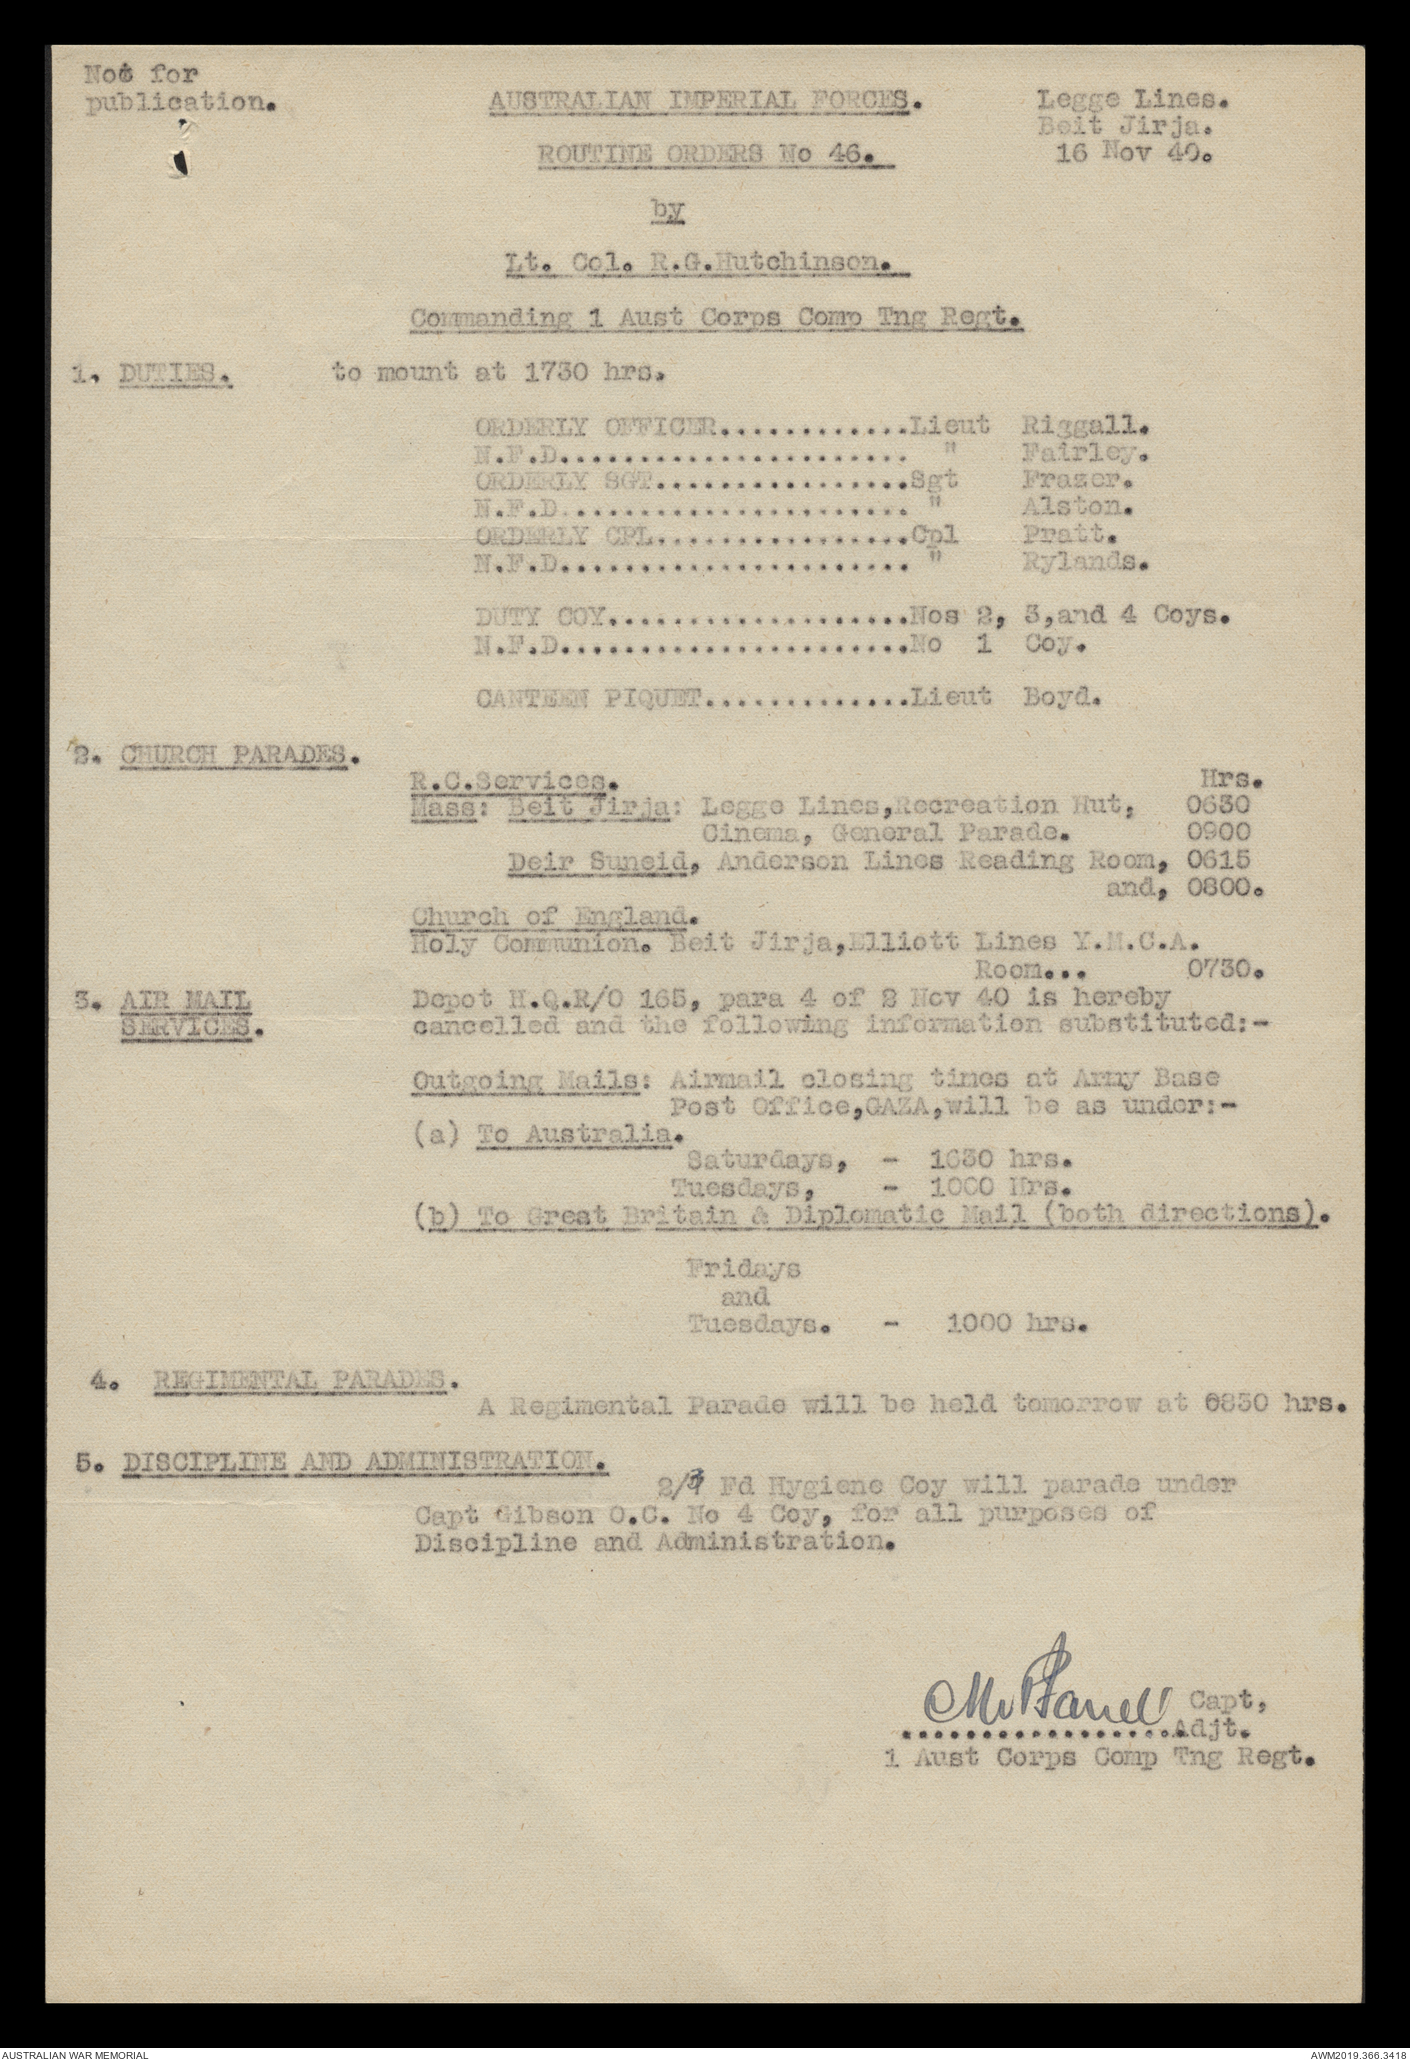 Not for
publication.
AUSTRALIAN IMPERIAL FORCES.
Legge Lines.
Beit Jirja.
16 Nov 40.
ROUTINE ORDERS No 46.
by
Lt. Col. R.G.Hutchinson.
Commanding 1 Aust Corps Comp Tng Regt.
1. DUTIES. to mount at 1730 hrs.
ORDERLY OFFICER............Lieut Riggall.
N.F.D...................... " Fairley.
ORDERLY SGT................Sgt Frazer.
N.F.D...................... " Alston.
ORDERLY CPL................Cpl Pratt.
N.F.D...................... " Rylands.
DUTY COY...................Nos 2, 3,and 4 Coys.
N.F.D......................No 1 Coy.
CANTEEN PIQUET.............Lieut Boyd.
2. CHURCH PARADES.
R.C.Services. Hrs.
Mass: Beit Jirja: Legge Lines,Recreation Hut, 0630
Cinema, General Parade. 0900
Deir Suneid, Anderson Lines Reading Room, 0615
and, 0800.
Church of England.
Holy Communion. Beit Jirja,Elliott Lines Y.M.C.A.
Room... 0730.
3. AIR MAIL SERVICES.
Depot H.Q.R/O 165, para 4 of 2 Nov 40 is hereby
cancelled and the following information substituted:-
Outgoing Mails: Airmail closing times at Army Base
Post Office,GAZA,will be as under:-
(a) To Australia.
Saturdays, - 1630 hrs.
Tuesdays, - 1000 Hrs.
(b) To Great Britain & Diplomatic Mail (both directions).
Fridays
and
Tuesdays. - 1000 hrs.
4. REGIMENTAL PARADES.
A Regimental Parade will be held tomorrow at 0830 hrs.
5. DISCIPLINE AND ADMINISTRATION.
2/3 Fd Hygiene Coy will parade under
Capt Gibson O.C. No 4 Coy, for all purposes of
Discipline and Administration.
Capt,
.................Adjt.
1 Aust Corps Comp Tng Regt.
AUSTRALIAN WAR MEMORIAL
AWM2019.366.3418